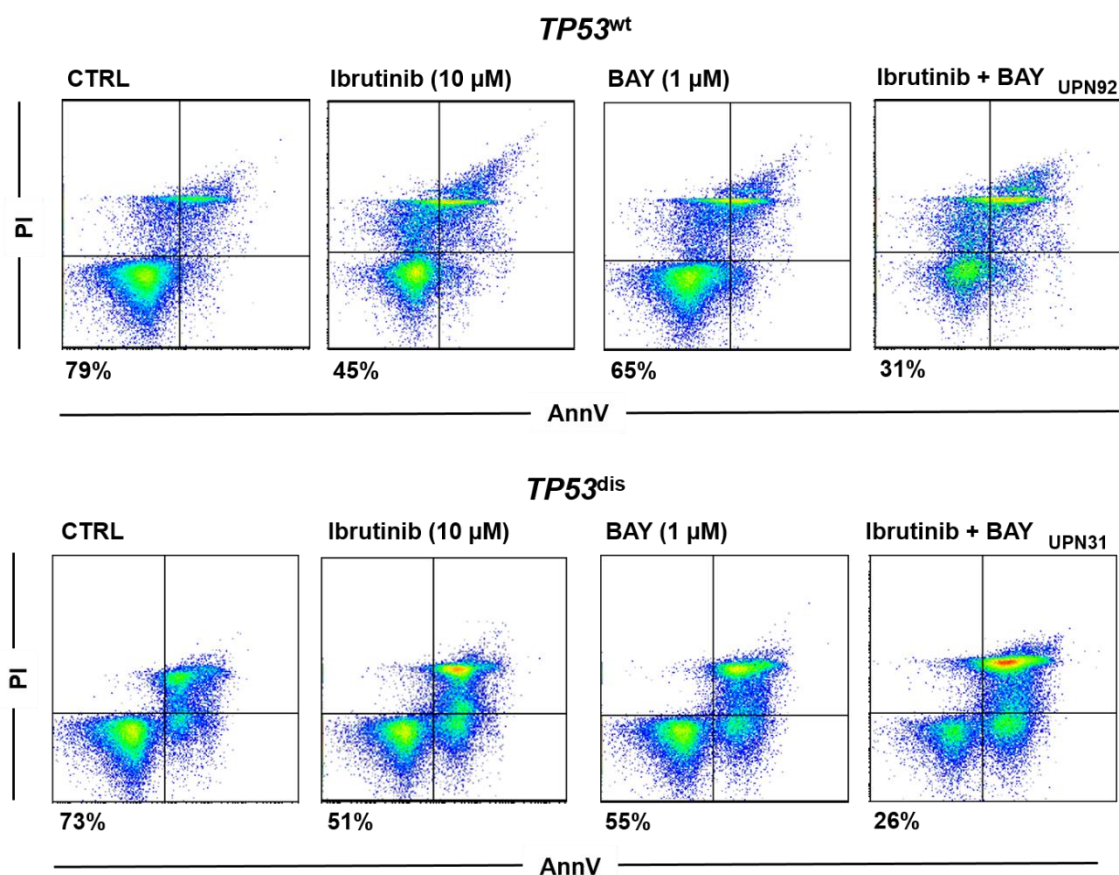 TP53wt
CTRL Ibrutinib (10 µM) BAY (1 µM) Ibrutinib + BAY UPN92
PI
79% 45% 65% 31%
AnnV
TP53dis
CTRL Ibrutinib (10 µM) BAY (1 µM) Ibrutinib + BAY UPN31
PI
73% 51% 55% 26%
AnnV